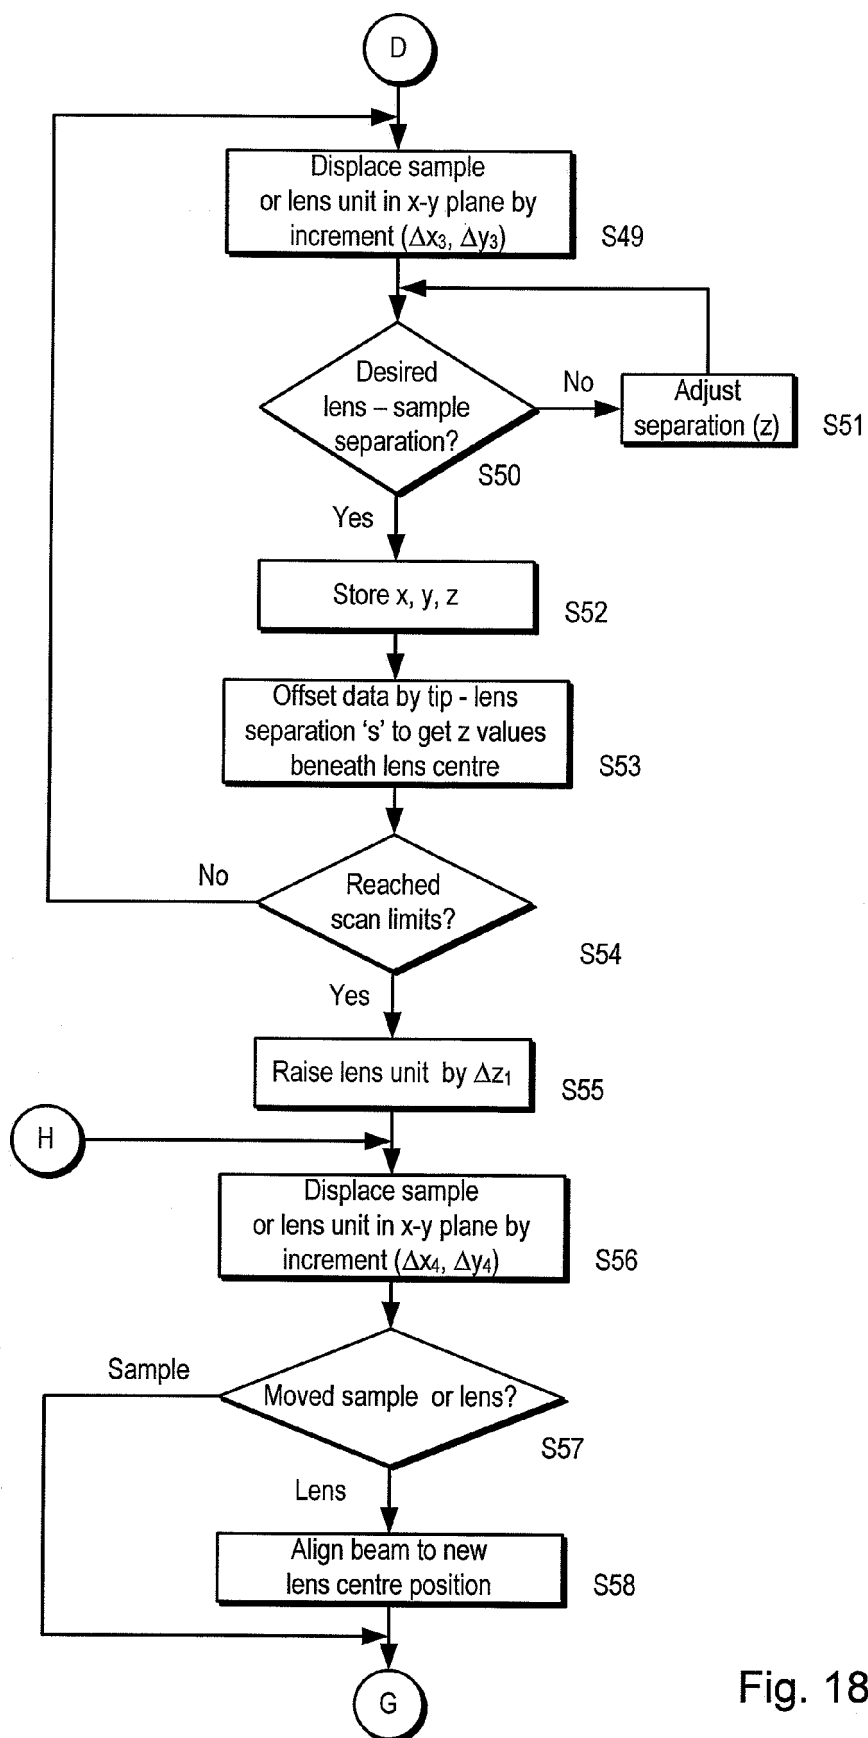 D
Displace sample
or lens unit in x-y plane by
increment (Δx₃, Δy₃)
S49
Desired
lens – sample
separation?
S50
No
Adjust
separation (z)
S51
Yes
Store x, y, z
S52
Offset data by tip - lens
separation ‘s’ to get z values
beneath lens centre
S53
No
Reached
scan limits?
S54
Yes
Raise lens unit by Δz₁
S55
H
Displace sample
or lens unit in x-y plane by
increment (Δx₄, Δy₄)
S56
Sample
Moved sample or lens?
S57
Lens
Align beam to new
lens centre position
S58
G
Fig. 18